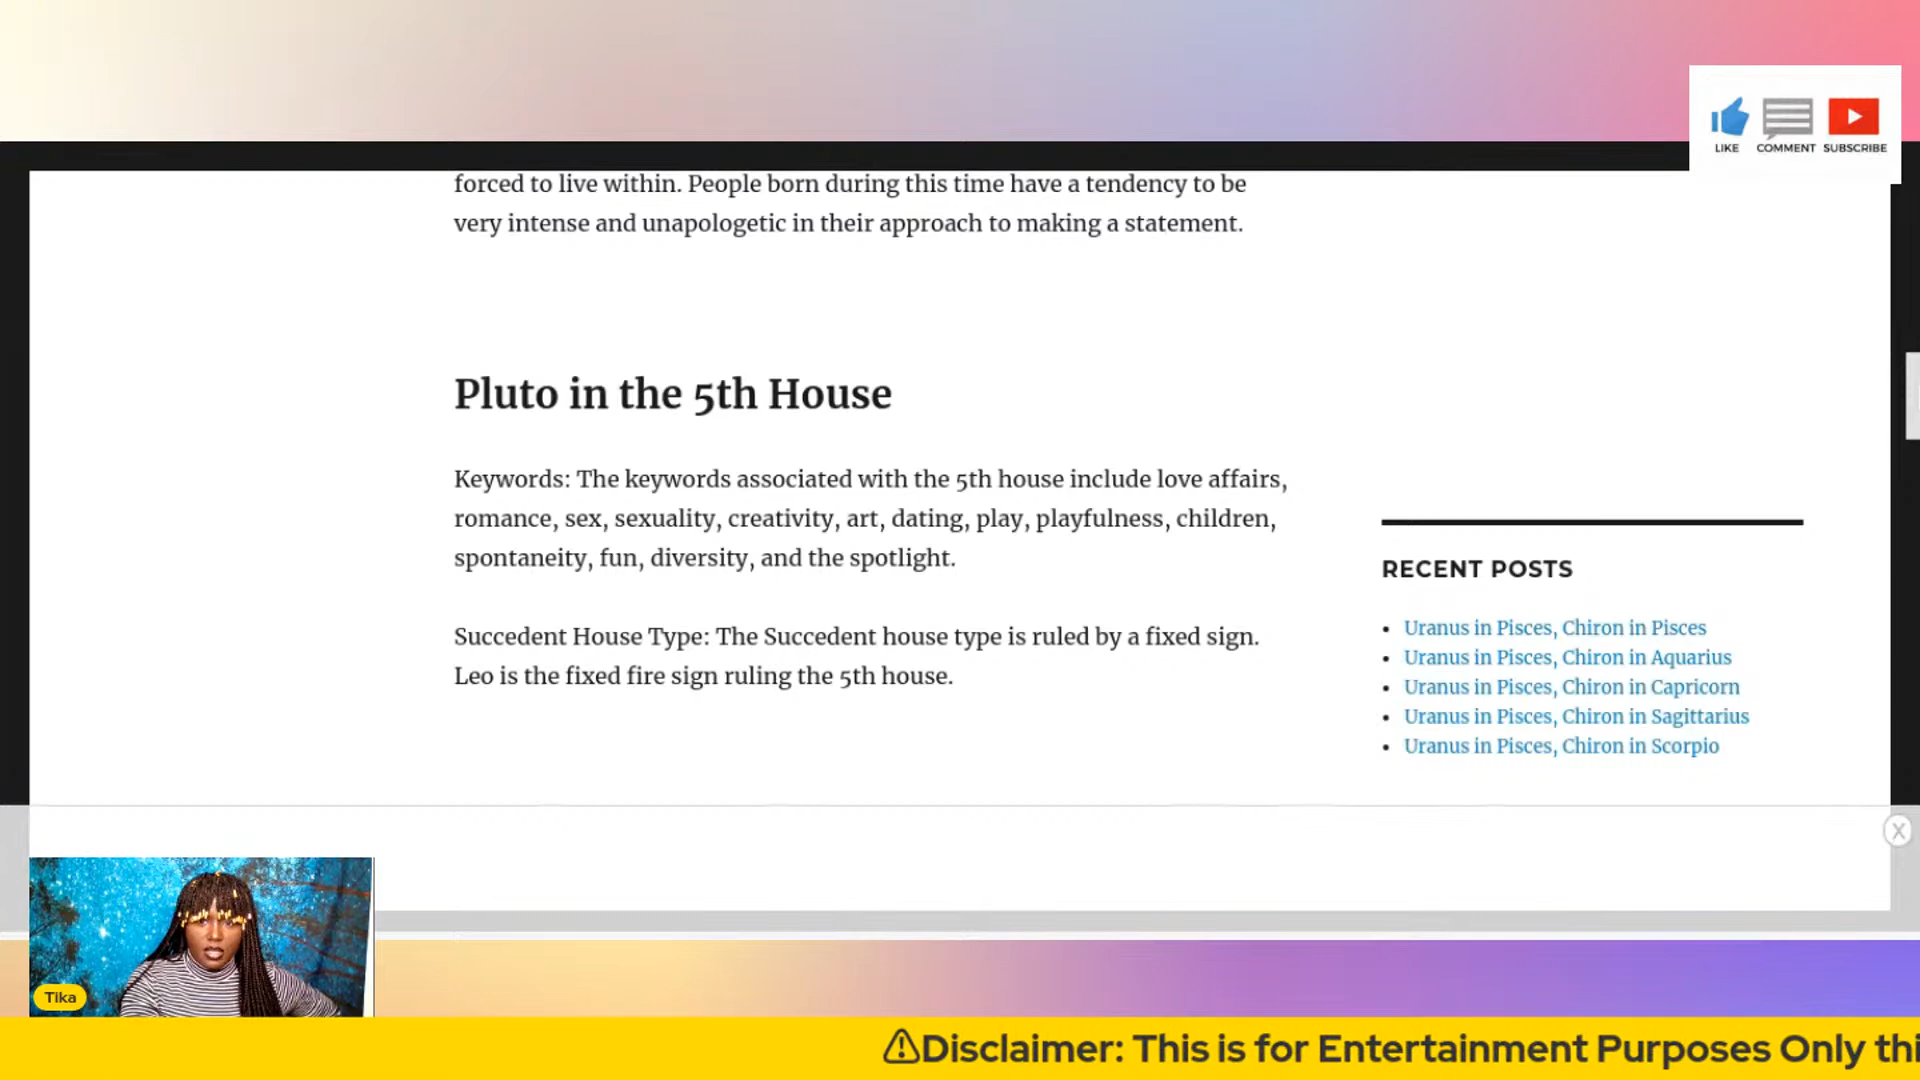 LIKE COMMENT SUBSCRIBE
forced to live within. People born during this time have a tendency to be
very intense and unapologetic in their approach to making a statement.
Pluto in the 5th House
Keywords: The keywords associated with the 5th house include love affairs,
romance, sex, sexuality, creativity, art, dating, play, playfulness, children,
spontaneity, fun, diversity, and the spotlight.
Succedent House Type: The Succedent house type is ruled by a fixed sign.
Leo is the fixed fire sign ruling the 5th house.
RECENT POSTS
Uranus in Pisces, Chiron in Pisces
Uranus in Pisces, Chiron in Aquarius
Uranus in Pisces, Chiron in Capricorn
Uranus in Pisces, Chiron in Sagittarius
Uranus in Pisces, Chiron in Scorpio
X
Tika
Disclaimer: This is for Entertainment Purposes Only thi